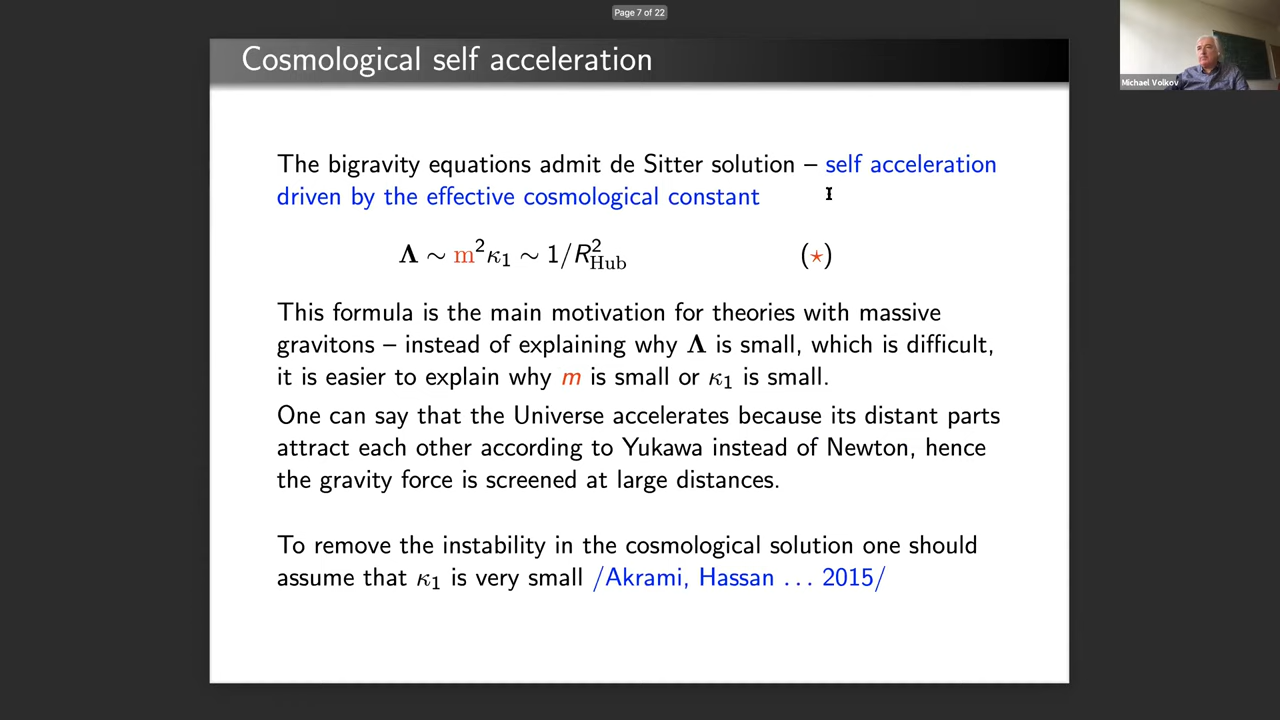 Page 7 of 22
Cosmological self acceleration
Michael Volkov
The bigravity equations admit de Sitter solution – self acceleration
driven by the effective cosmological constant
Λ ∼ m²κ₁ ∼ 1/R²_Hub (⋆)
This formula is the main motivation for theories with massive
gravitons – instead of explaining why Λ is small, which is difficult,
it is easier to explain why m is small or κ₁ is small.
One can say that the Universe accelerates because its distant parts
attract each other according to Yukawa instead of Newton, hence
the gravity force is screened at large distances.
To remove the instability in the cosmological solution one should
assume that κ₁ is very small /Akrami, Hassan . . . 2015/